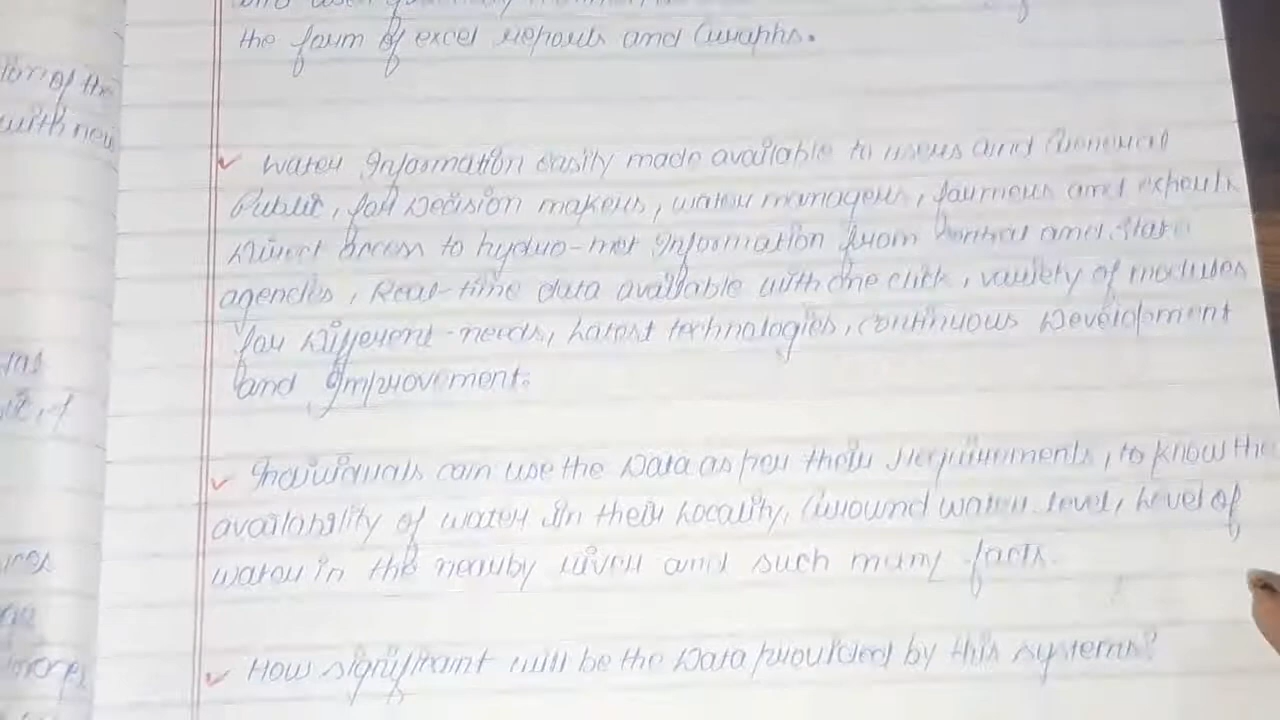 the form of excel reports and Graphs.
Water Information easily made available to users and General
Public, for Decision makers, water managers, farmers and experts
Direct Access to hydro-met Information from Central and State
agencies, Real-time data available with one click, variety of modules
for Different-needs, Latest technologies, continuous Development
and Improvement.
Individuals can use the Data as per their requirements, to know the
availability of water in their Locality, Ground water level, Level of
water in the nearby river and such many facts.
How significant will be the Data provided by this systems?
tion of the
with new